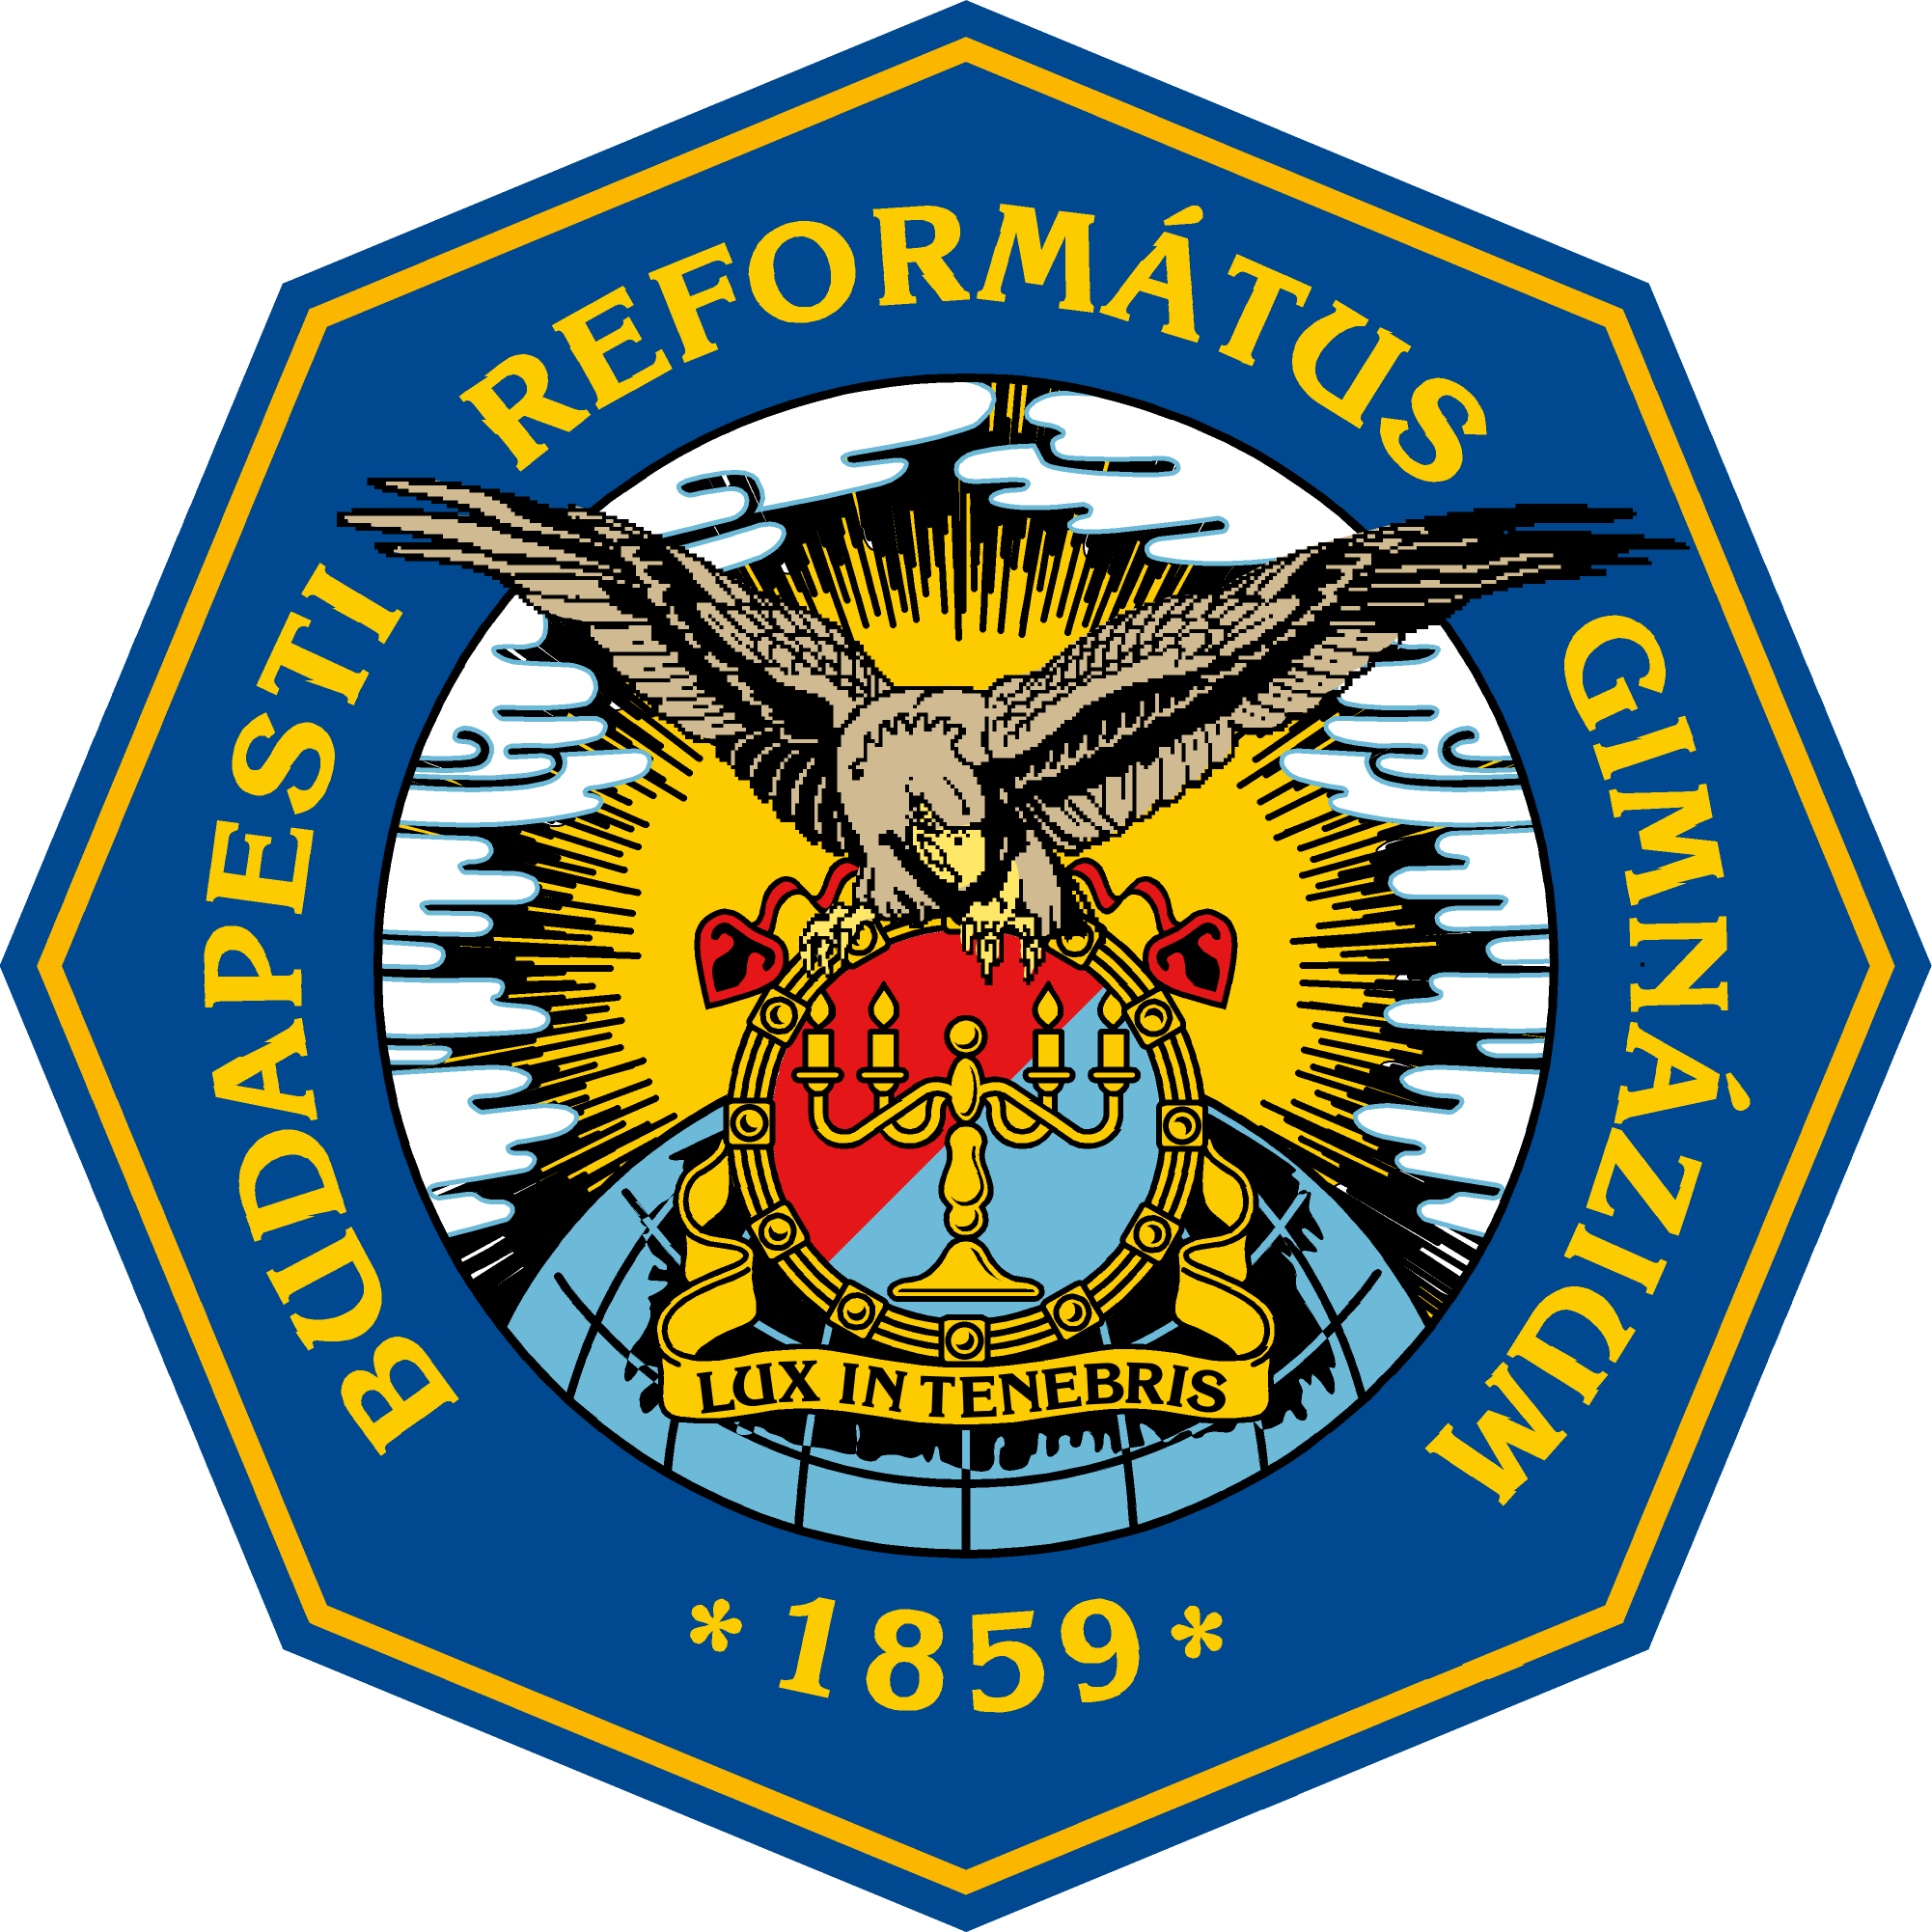 BUDAPESTI REFORMÁTUS GIMNÁZIUM
LUX IN TENEBRIS
*1859*